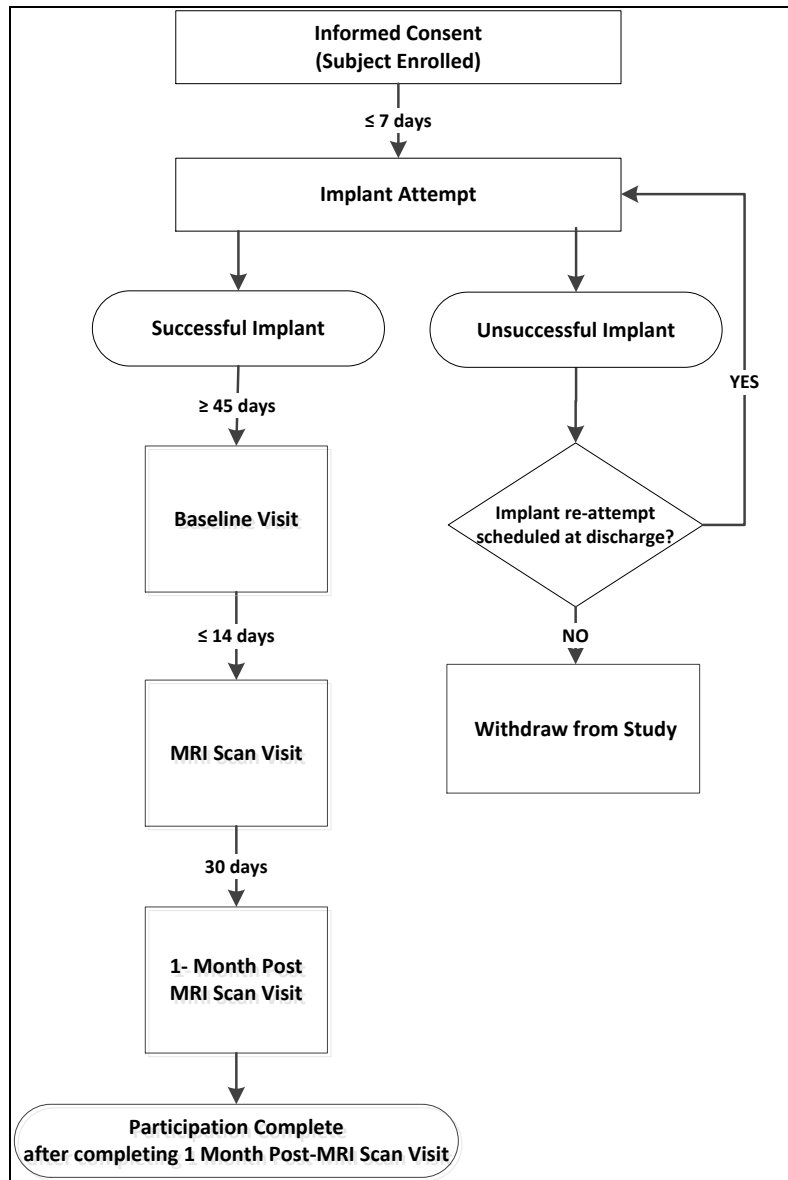 Informed Consent
(Subject Enrolled)
≤ 7 days
Implant Attempt
Successful Implant
Unsuccessful Implant
YES
≥ 45 days
Baseline Visit
Implant re-attempt
scheduled at discharge?
≤ 14 days
NO
MRI Scan Visit
Withdraw from Study
30 days
1- Month Post
MRI Scan Visit
Participation Complete
after completing 1 Month Post-MRI Scan Visit